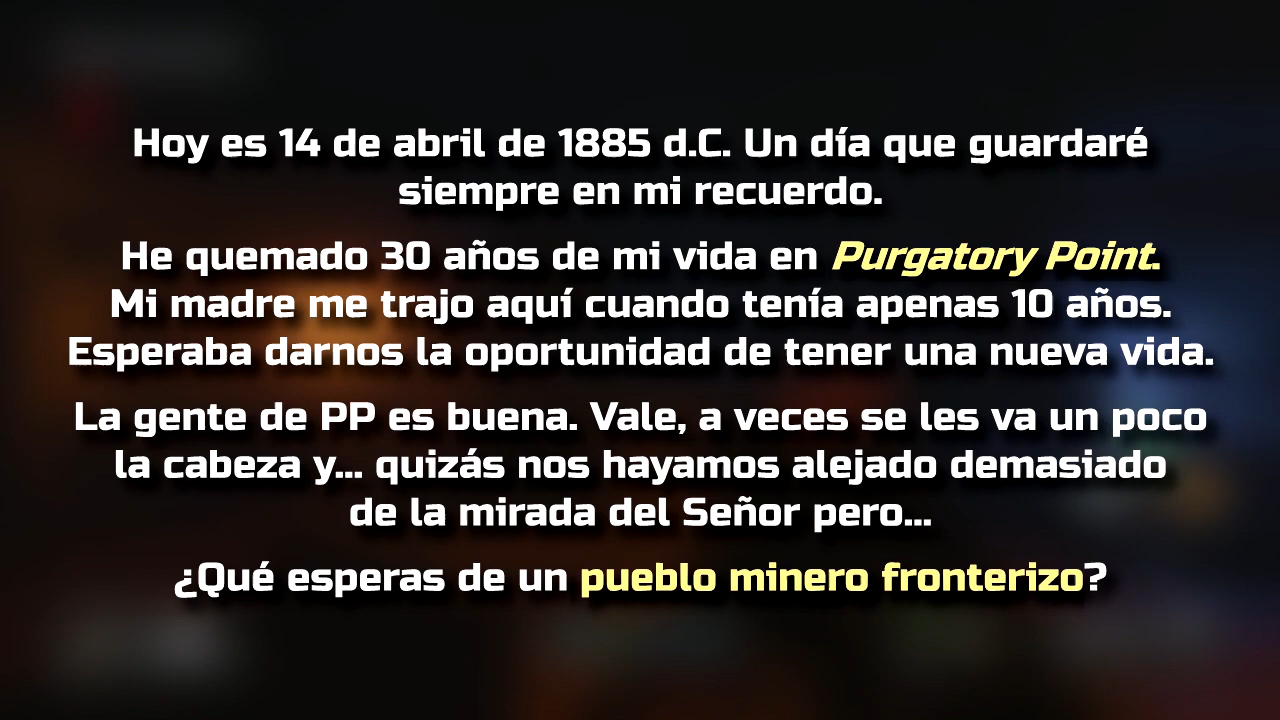 Hoy es 14 de abril de 1885 d.C. Un día que guardaré
siempre en mi recuerdo.
He quemado 30 años de mi vida en Purgatory Point.
Mi madre me trajo aquí cuando tenía apenas 10 años.
Esperaba darnos la oportunidad de tener una nueva vida.
La gente de PP es buena. Vale, a veces se les va un poco
la cabeza y... quizás nos hayamos alejado demasiado
de la mirada del Señor pero...
¿Qué esperas de un pueblo minero fronterizo?